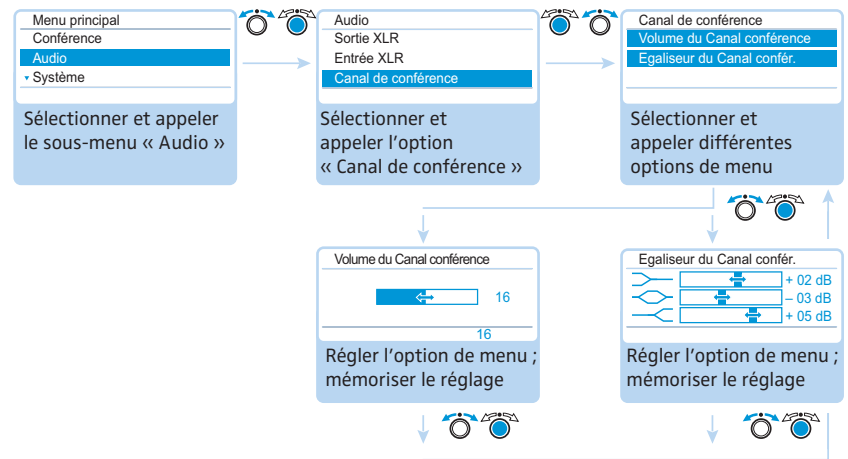 Menu principal
Conférence
Audio
Système
Sélectionner et appeler
le sous-menu « Audio »
Audio
Sortie XLR
Entrée XLR
Canal de conférence
Sélectionner et
appeler l'option
« Canal de conférence »
Canal de conférence
Volume du Canal conférence
Egaliseur du Canal confér.
Sélectionner et
appeler différentes
options de menu
Volume du Canal conférence
16
16
Régler l'option de menu ;
mémoriser le réglage
Egaliseur du Canal confér.
+ 02 dB
– 03 dB
+ 05 dB
Régler l'option de menu ;
mémoriser le réglage